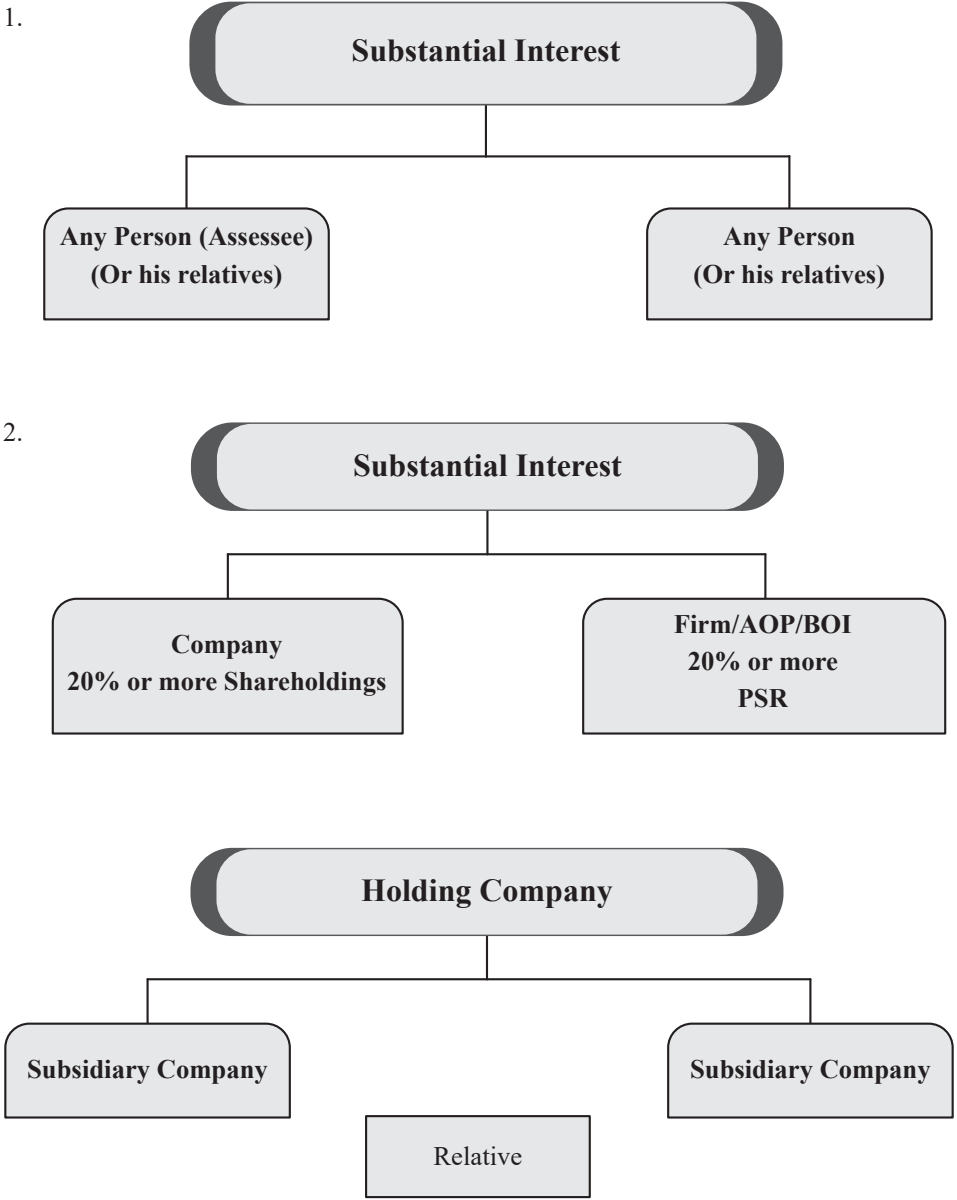 1.
Substantial Interest
Any Person (Assessee)
(Or his relatives)
Any Person
(Or his relatives)
2.
Substantial Interest
Company
20% or more Shareholdings
Firm/AOP/BOI
20% or more
PSR
Holding Company
Subsidiary Company
Subsidiary Company
Relative